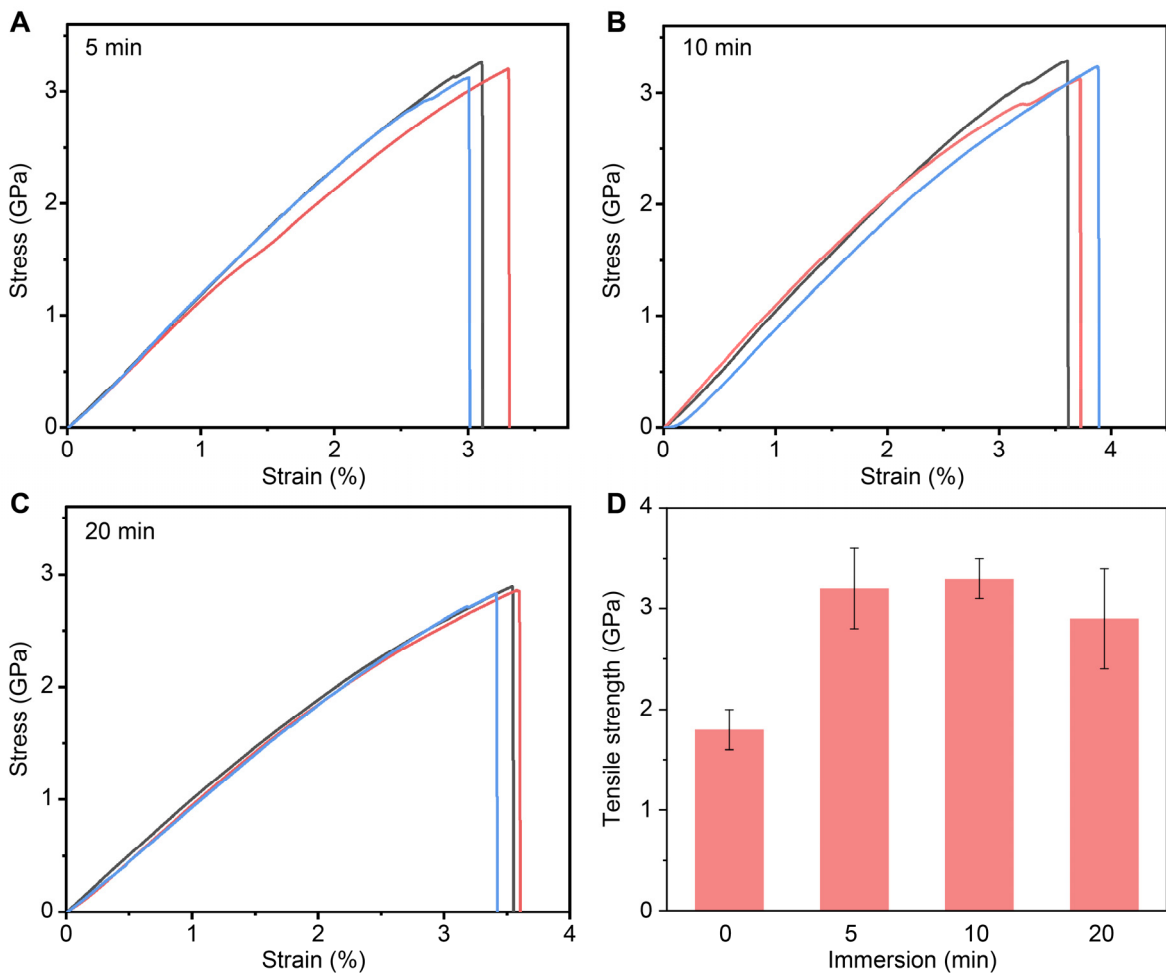 A
5 min
3
2
1
0
Stress (GPa)
0 1 2 3
Strain (%)
B
10 min
3
2
1
0
Stress (GPa)
0 1 2 3 4
Strain (%)
C
20 min
3
2
1
0
Stress (GPa)
0 1 2 3 4
Strain (%)
D
4
3
2
1
0
Tensile strength (GPa)
0 5 10 20
Immersion (min)